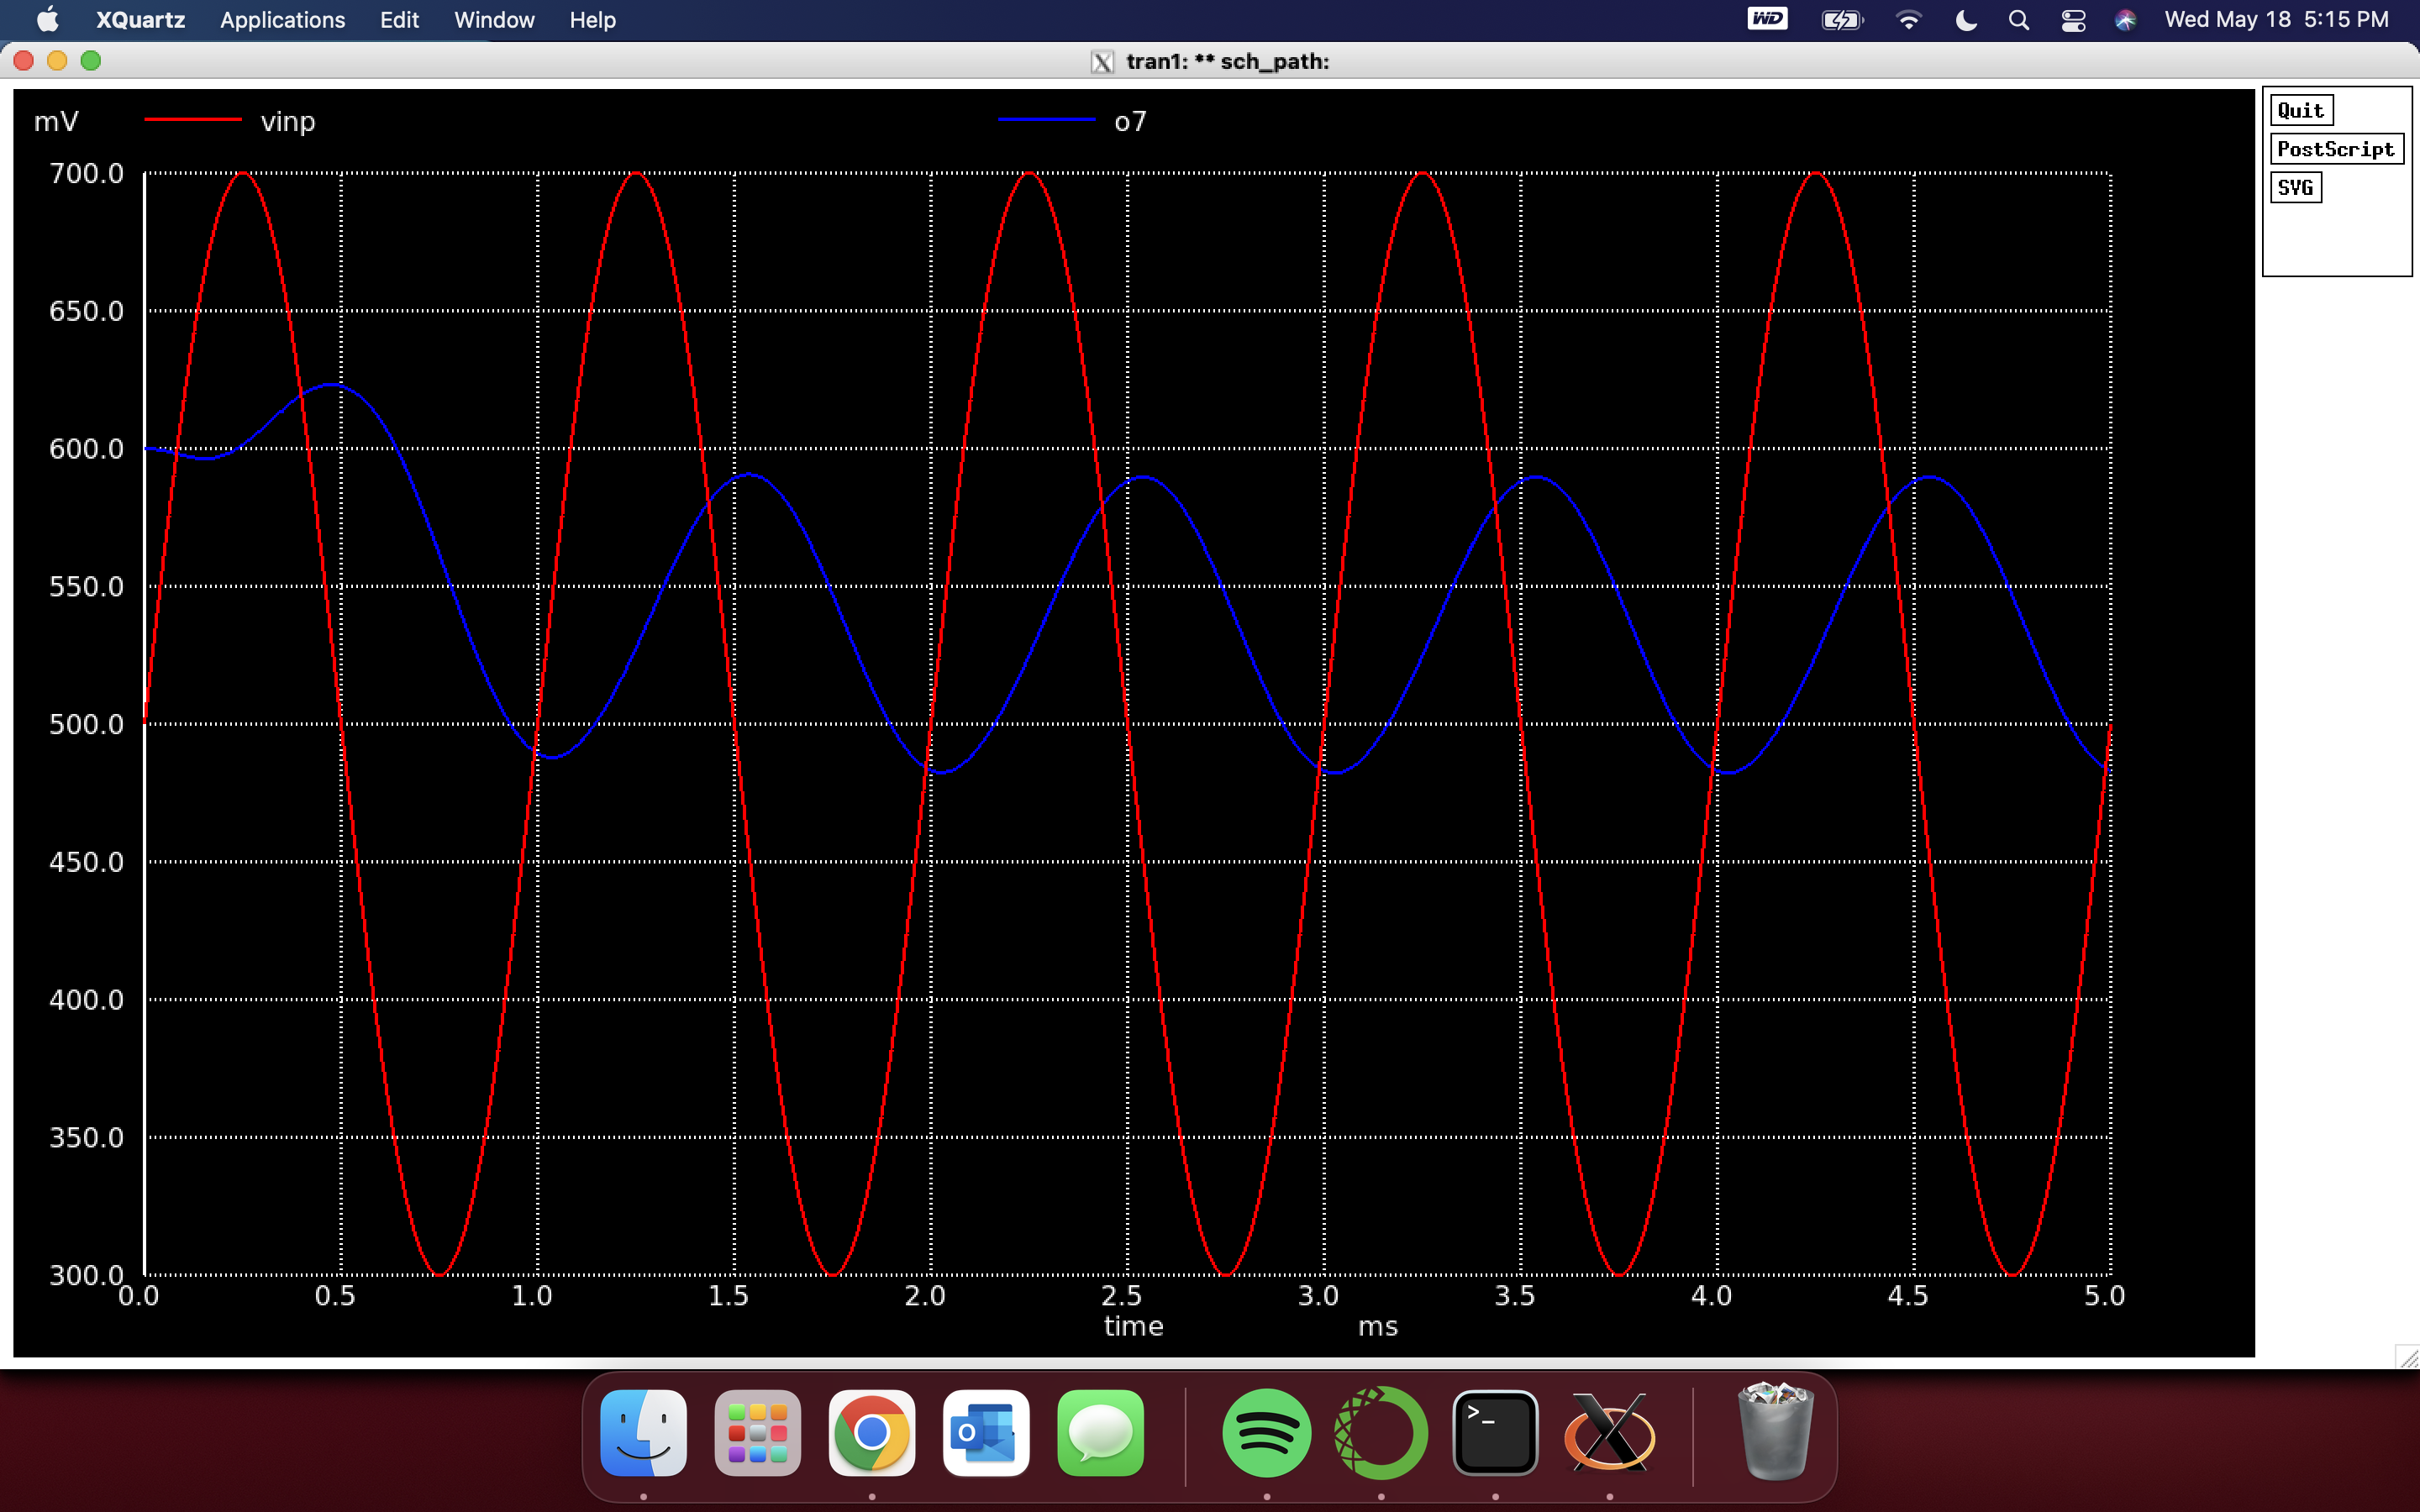 XQuartz Applications Edit Window Help WD Wed May 18 5:15 PM
X tran1: ** sch_path:
Quit
PostScript
SVG
mV vinp o7
700.0
650.0
600.0
550.0
500.0
450.0
400.0
350.0
300.0
0.0 0.5 1.0 1.5 2.0 2.5 3.0 3.5 4.0 4.5 5.0
time ms
O >_ X